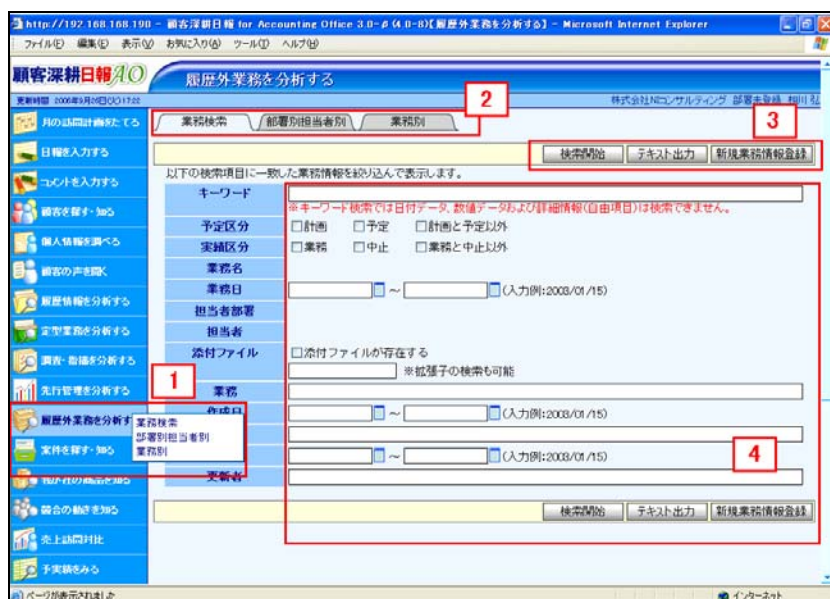 http://192.168.168.190 - 顧客深耕日報 for Accounting Office 3.0-β (4.0-8)【履歴外業務を分析する】 - Microsoft Internet Explorer
ファイル(F) 編集(E) 表示(V) お気に入り(A) ツール(T) ヘルプ(H)
顧客深耕日報AO
履歴外業務を分析する
株式会社NIコンサルティング 部署未登録
2
3
月の訪問計画をたてる
業務検索 部署別担当者別 業務別
日報を入力する
検索開始 テキスト出力 新規業務情報登録
以下の検索項目に一致した業務情報を絞り込んで表示します。
コメントを入力する
キーワード
※キーワード検索では日付データ、数値データおよび詳細情報(自由項目)は検索できません。
顧客を探す・知る
予定区分 計画 予定 計画と予定以外
実績区分 業務 中止 業務と中止以外
個人情報を調べる
業務名
顧客の声を聞く
業務日 ～ (入力例:2003/01/15)
履歴情報を分析する
担当者部署
定型業務を分析する
担当者
添付ファイル 添付ファイルが存在する
※拡張子の検索も可能
先行管理を分析する
1
業務
履歴外業務を分析す
作成日 ～ (入力例:2003/01/15)
業務検索
部署別担当者別
業務別
案件を探す・知る
～ (入力例:2003/01/15)
4
更新者
競合の動きを知る
検索開始 テキスト出力 新規業務情報登録
売上訪問対比
予実績をみる
ページが表示されました
インターネット